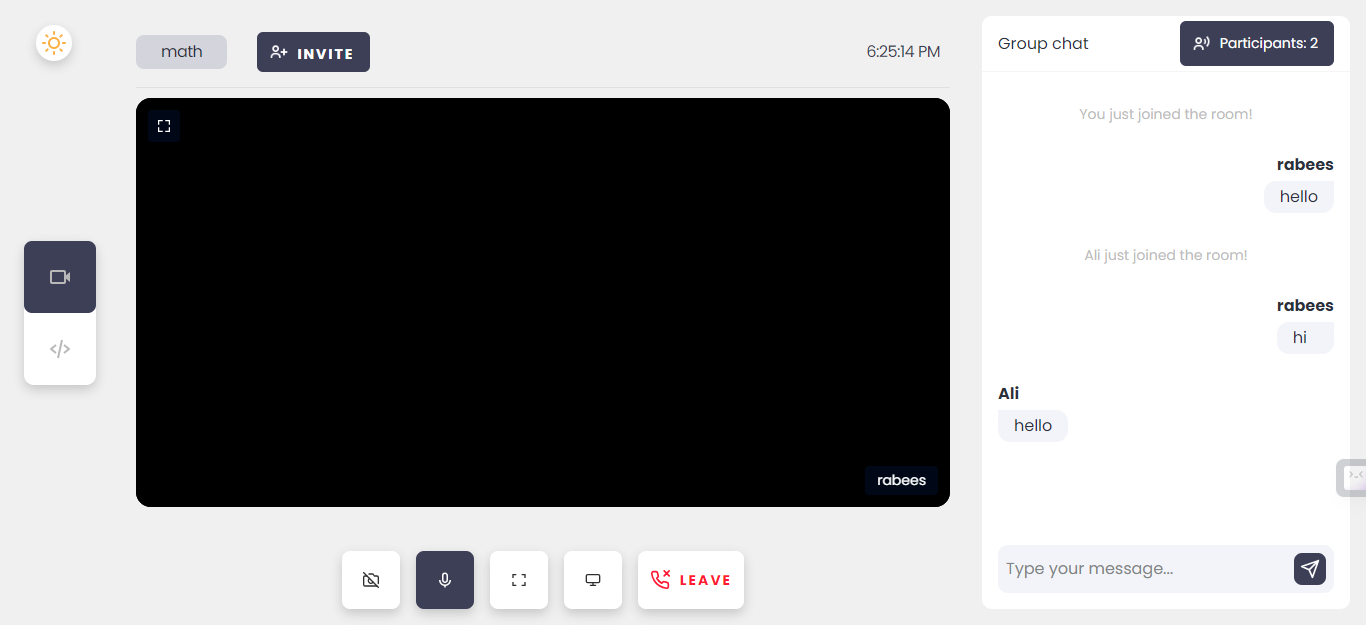 math
INVITE
6:25:14 PM
rabees
LEAVE
Group chat
Participants: 2
You just joined the room!
rabees
hello
Ali just joined the room!
rabees
hi
Ali
hello
Type your message...